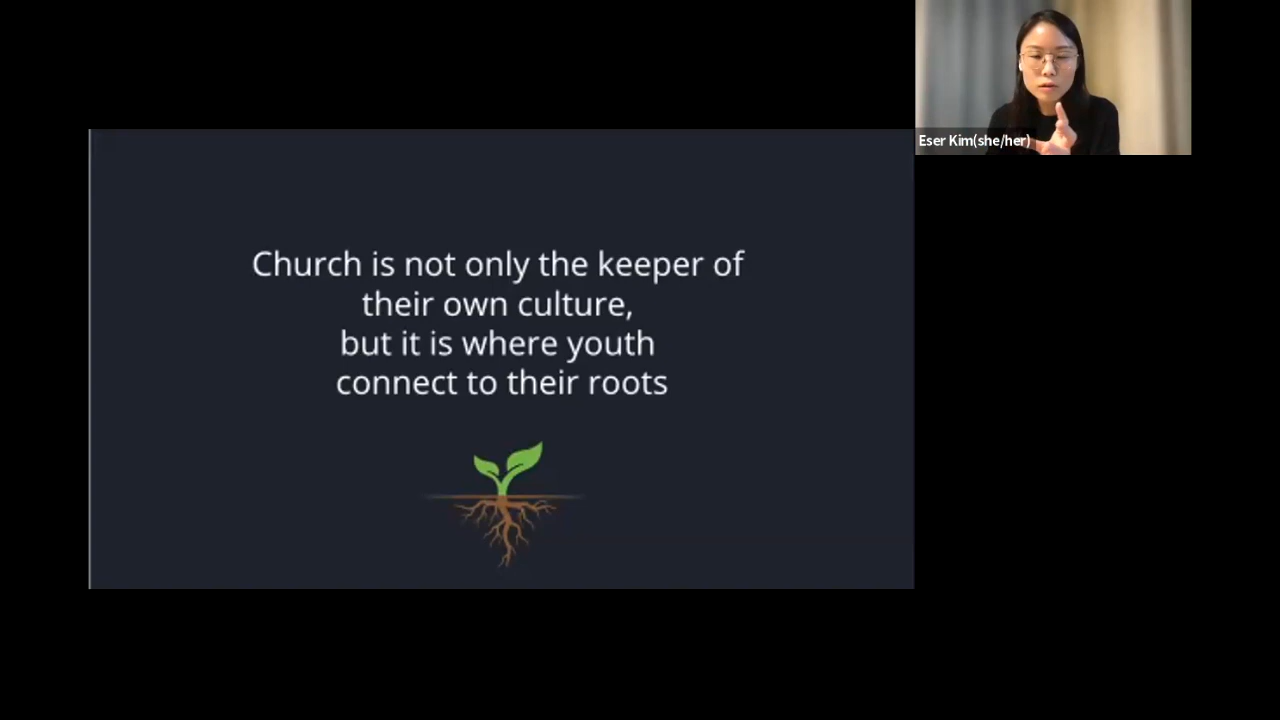 Church is not only the keeper of
their own culture,
but it is where youth
connect to their roots
Eser Kim(she/her)